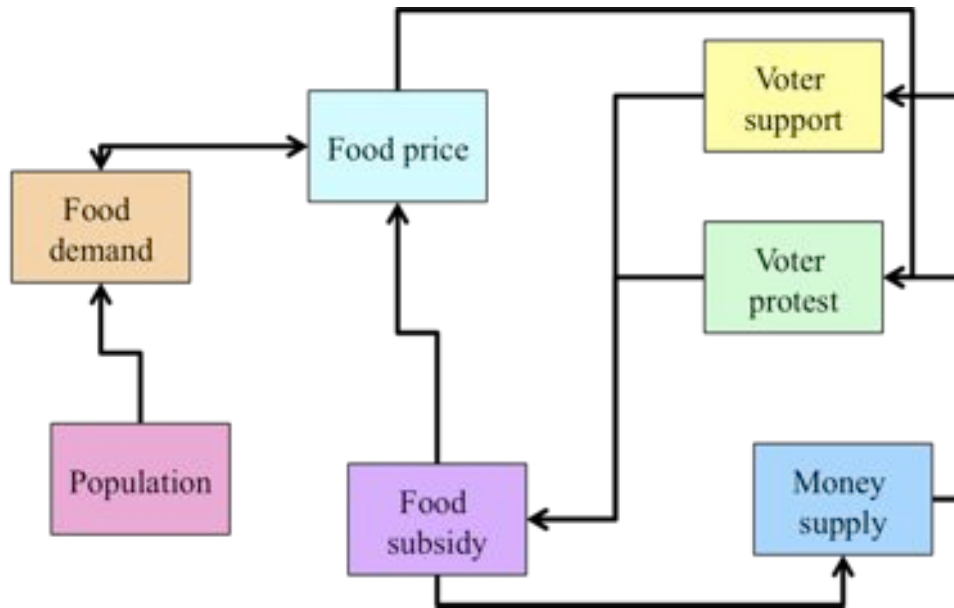 Voter
support
Food price
Food
demand
Voter
protest
Population
Food
subsidy
Money
supply